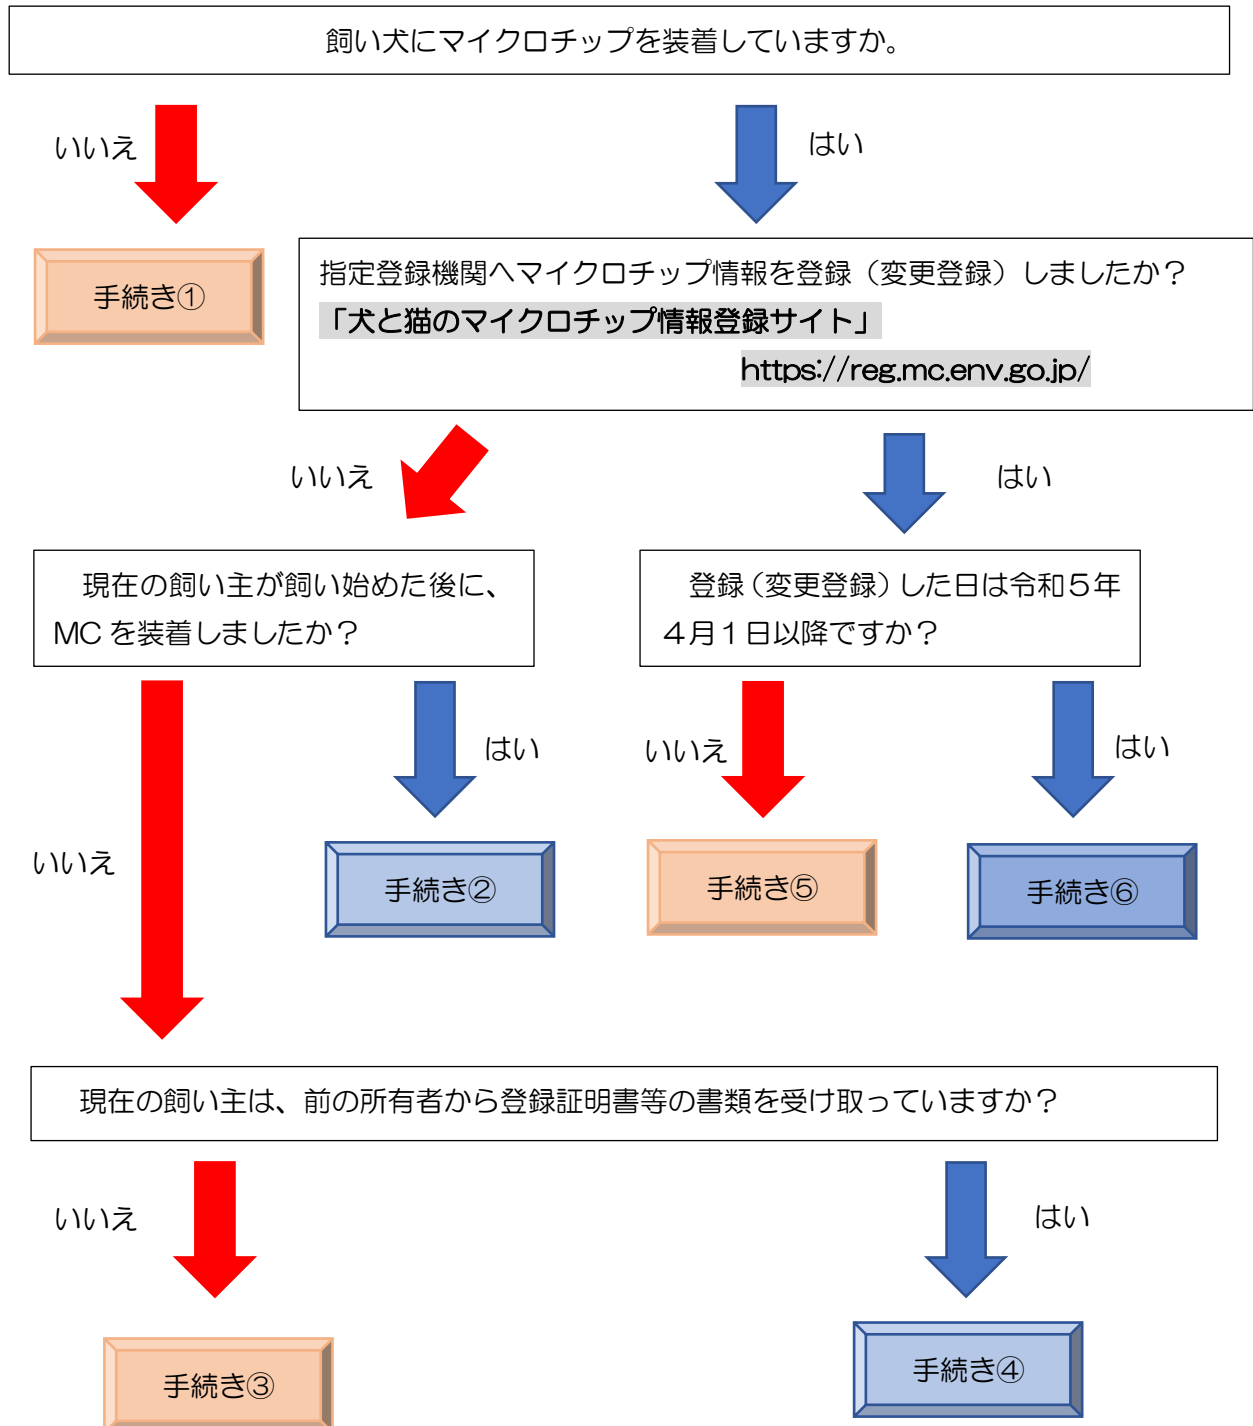 飼い犬にマイクロチップを装着していますか。
いいえ
はい
手続き①
指定登録機関へマイクロチップ情報を登録（変更登録）しましたか？
「犬と猫のマイクロチップ情報登録サイト」
https://reg.mc.env.go.jp/
いいえ
はい
現在の飼い主が飼い始めた後に、
MCを装着しましたか？
登録（変更登録）した日は令和５年
４月１日以降ですか？
はい
いいえ
はい
いいえ
手続き②
手続き⑤
手続き⑥
現在の飼い主は、前の所有者から登録証明書等の書類を受け取っていますか？
いいえ
はい
手続き③
手続き④